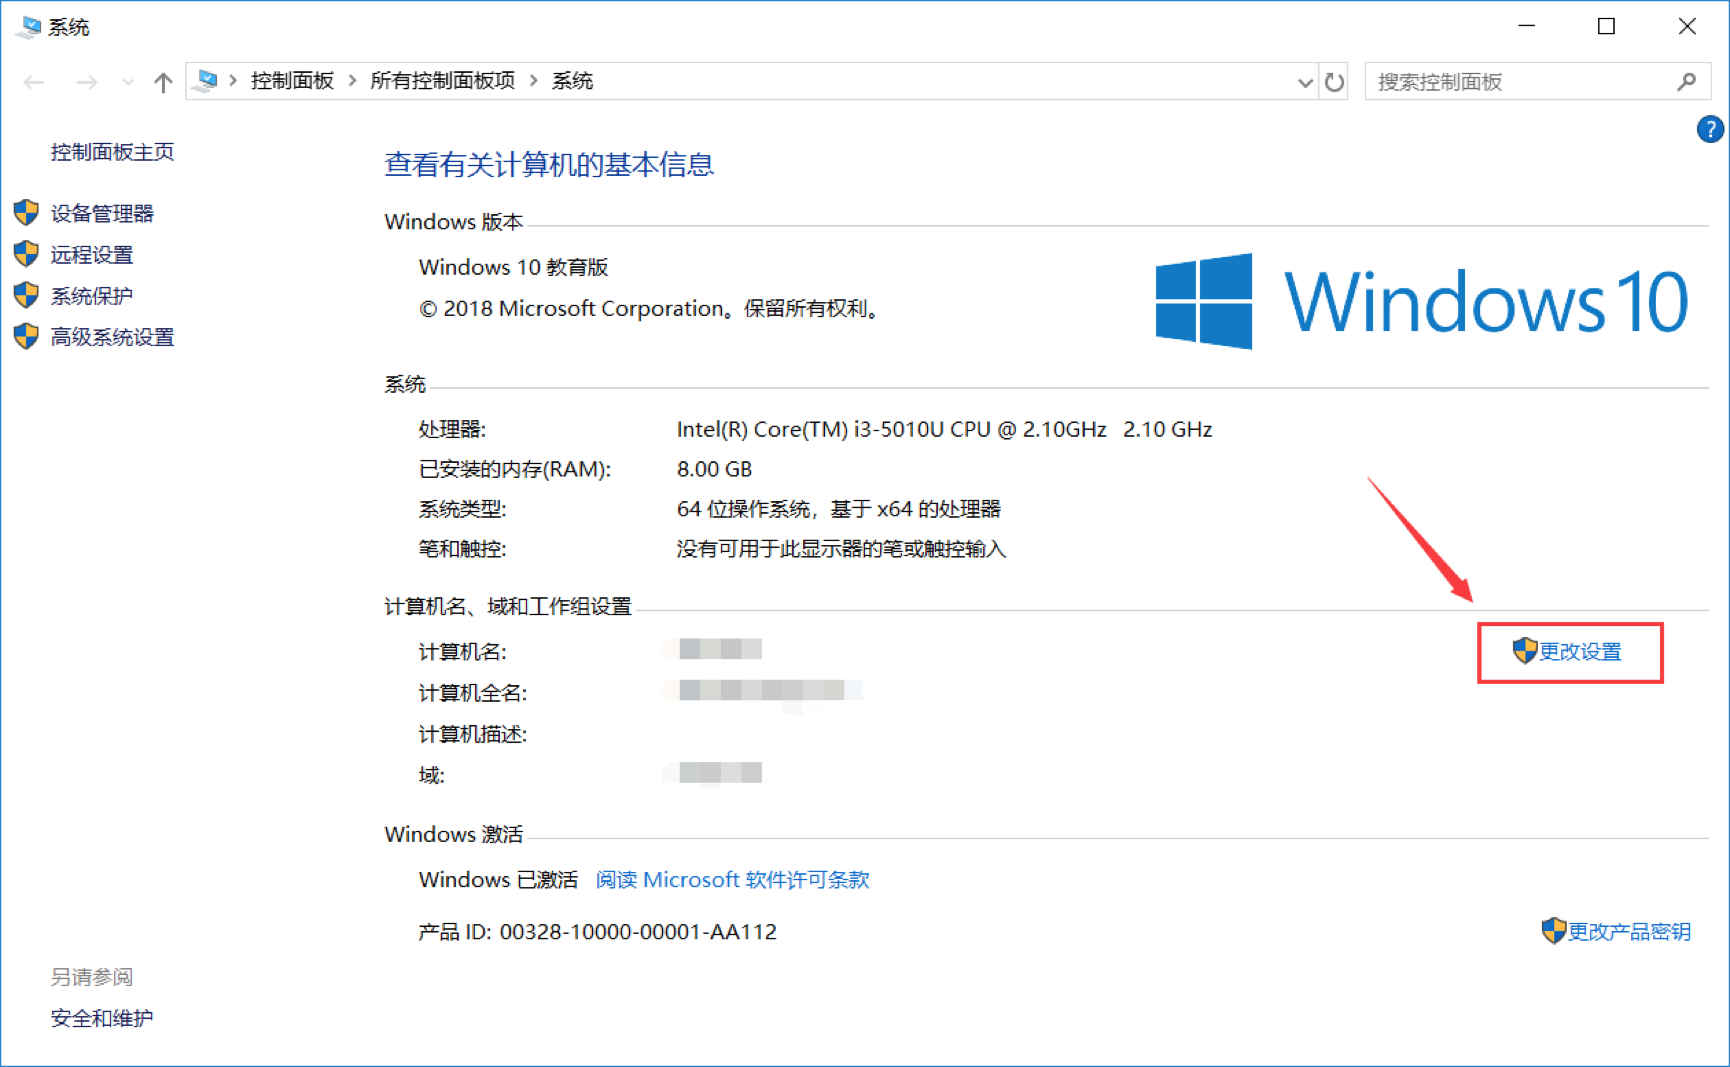 系统
控制面板 所有控制面板项 系统
搜索控制面板
?
控制面板主页
设备管理器
远程设置
系统保护
高级系统设置
查看有关计算机的基本信息
Windows 版本
Windows 10 教育版
© 2018 Microsoft Corporation。保留所有权利。
Windows 10
系统
处理器: Intel(R) Core(TM) i3-5010U CPU @ 2.10GHz 2.10 GHz
已安装的内存(RAM): 8.00 GB
系统类型: 64 位操作系统，基于 x64 的处理器
笔和触控: 没有可用于此显示器的笔或触控输入
计算机名、域和工作组设置
计算机名: 更改设置
计算机全名:
计算机描述:
域:
Windows 激活
Windows 已激活 阅读 Microsoft 软件许可条款
产品 ID: 00328-10000-00001-AA112 更改产品密钥
另请参阅
安全和维护